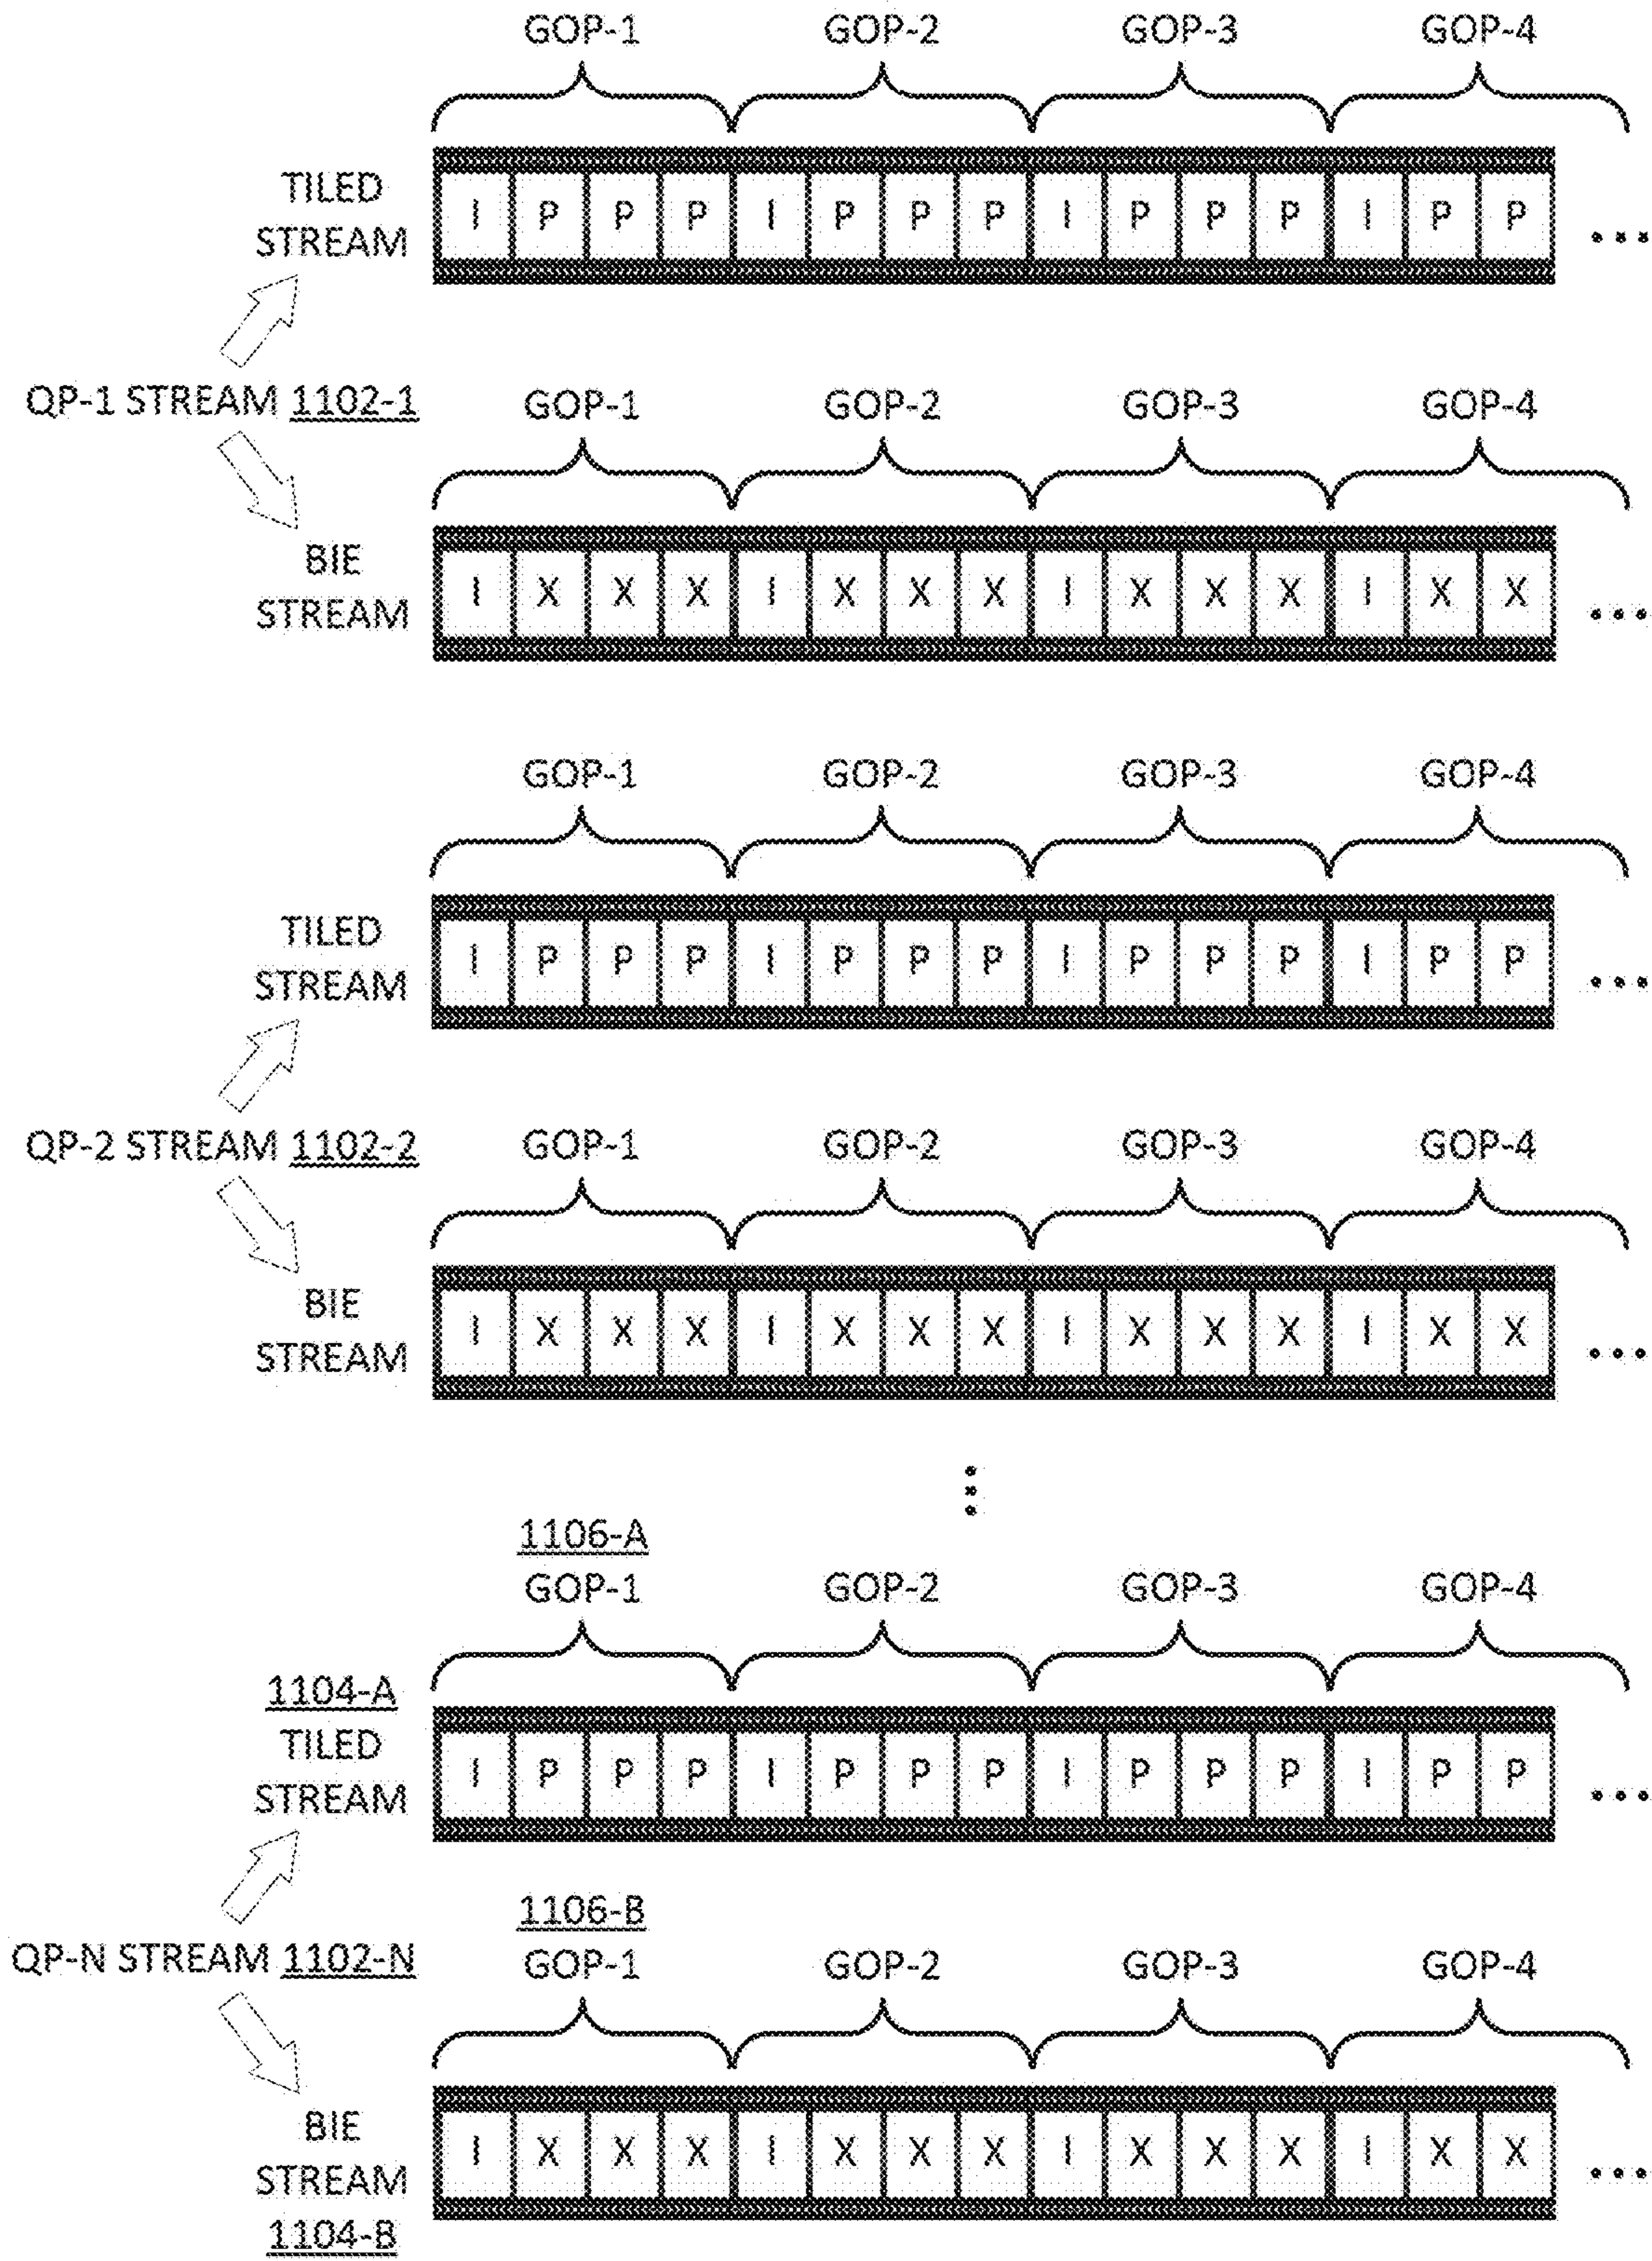 GOP-1 GOP-2 GOP-3 GOP-4
TILED
STREAM
I P P P I P P P I P P P I P P ...
QP-1 STREAM 1102-1
GOP-1 GOP-2 GOP-3 GOP-4
BIE
STREAM
I X X X I X X X I X X X I X X ...
GOP-1 GOP-2 GOP-3 GOP-4
TILED
STREAM
I P P P I P P P I P P P I P P ...
QP-2 STREAM 1102-2
GOP-1 GOP-2 GOP-3 GOP-4
BIE
STREAM
I X X X I X X X I X X X I X X ...
1106-A
GOP-1 GOP-2 GOP-3 GOP-4
1104-A
TILED
STREAM
I P P P I P P P I P P P I P P ...
1106-B
QP-N STREAM 1102-N
GOP-1 GOP-2 GOP-3 GOP-4
BIE
STREAM
1104-B
I X X X I X X X I X X X I X X ...